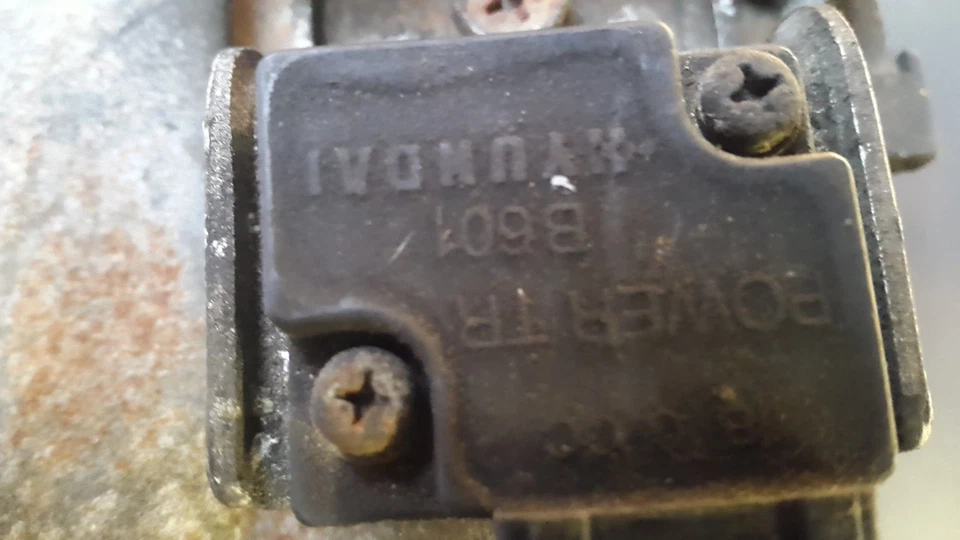 POWER TR
B601
HYUNDAI